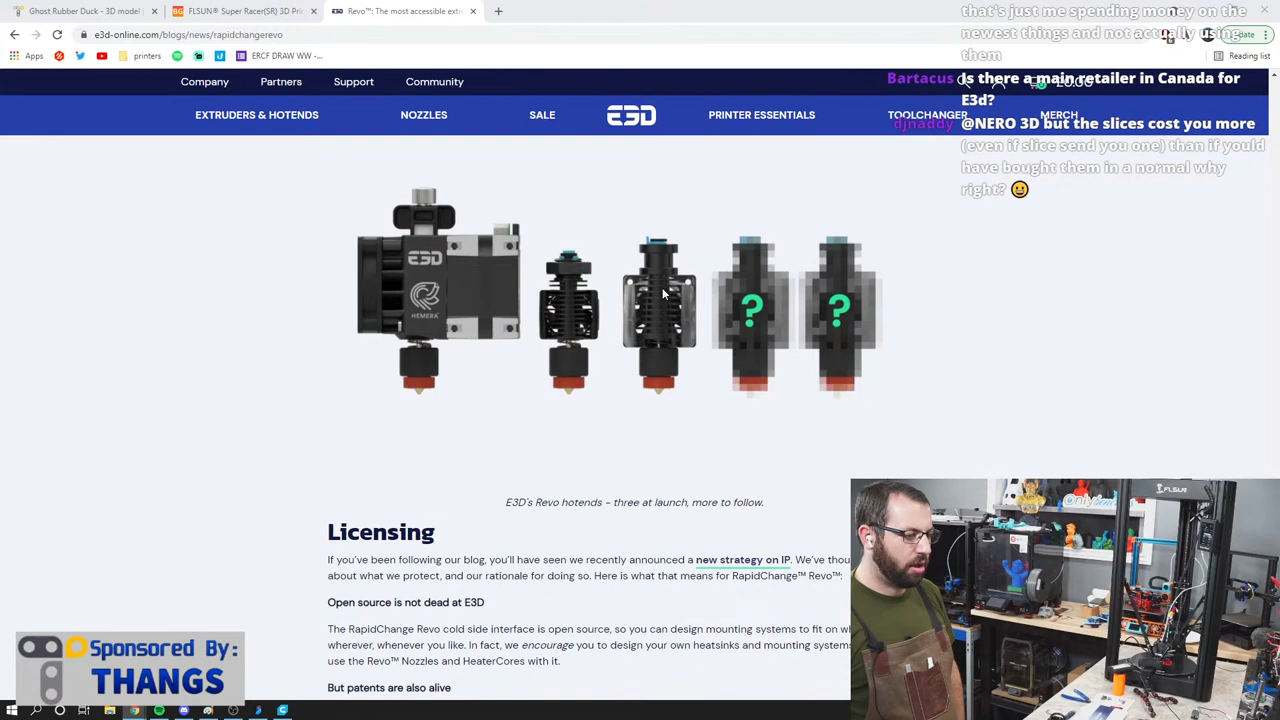 Ghost Rubber Duck - 3D model
FLSUN® Super Racer(SR) 3D Prin
Revo™: The most accessible extr
e3d-online.com/blogs/news/rapidchangerevo
Apps
printers
ERCF DRAW WW -...
Reading list
that's just me spending money on the
newest things and not actually using
them
Bartacus Is there a main retailer in Canada for
E3d?
djnaddy @NERO 3D but the slices cost you more
(even if slice send you one) than if yould
have bought them in a normal why
right?
Company
Partners
Support
Community
EXTRUDERS & HOTENDS
NOZZLES
SALE
E3D
PRINTER ESSENTIALS
TOOLCHANGER
MERCH
E3D
HEMERA
? ?
E3D's Revo hotends - three at launch, more to follow.
Licensing
If you've been following our blog, you'll have seen we recently announced a new strategy on IP. We've thou
about what we protect, and our rationale for doing so. Here is what that means for RapidChange™ Revo™:
Open source is not dead at E3D
The RapidChange Revo cold side interface is open source, so you can design mounting systems to fit on wh
wherever, whenever you like. In fact, we encourage you to design your own heatsinks and mounting systems
use the Revo™ Nozzles and HeaterCores with it.
But patents are also alive
Sponsored By:
THANGS
FLSUN